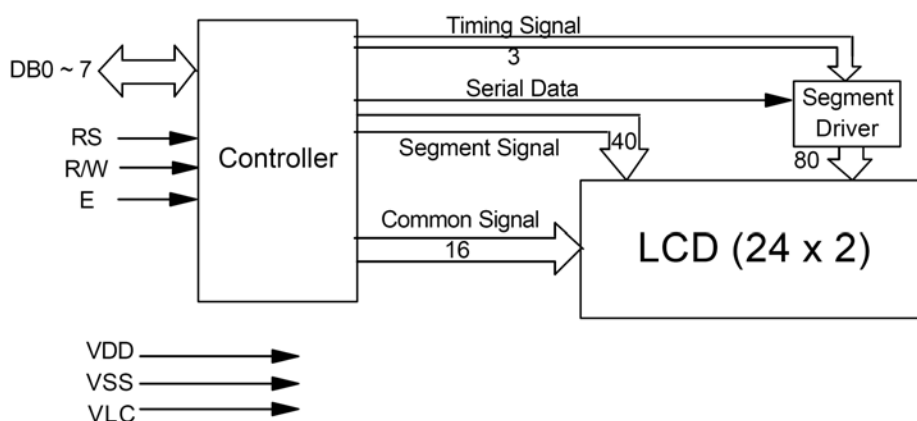 Timing Signal
3
DB0 ~ 7
Serial Data
Segment
Driver
RS
R/W
E
Controller
Segment Signal
40
80
Common Signal
16
LCD (24 x 2)
VDD
VSS
VLC